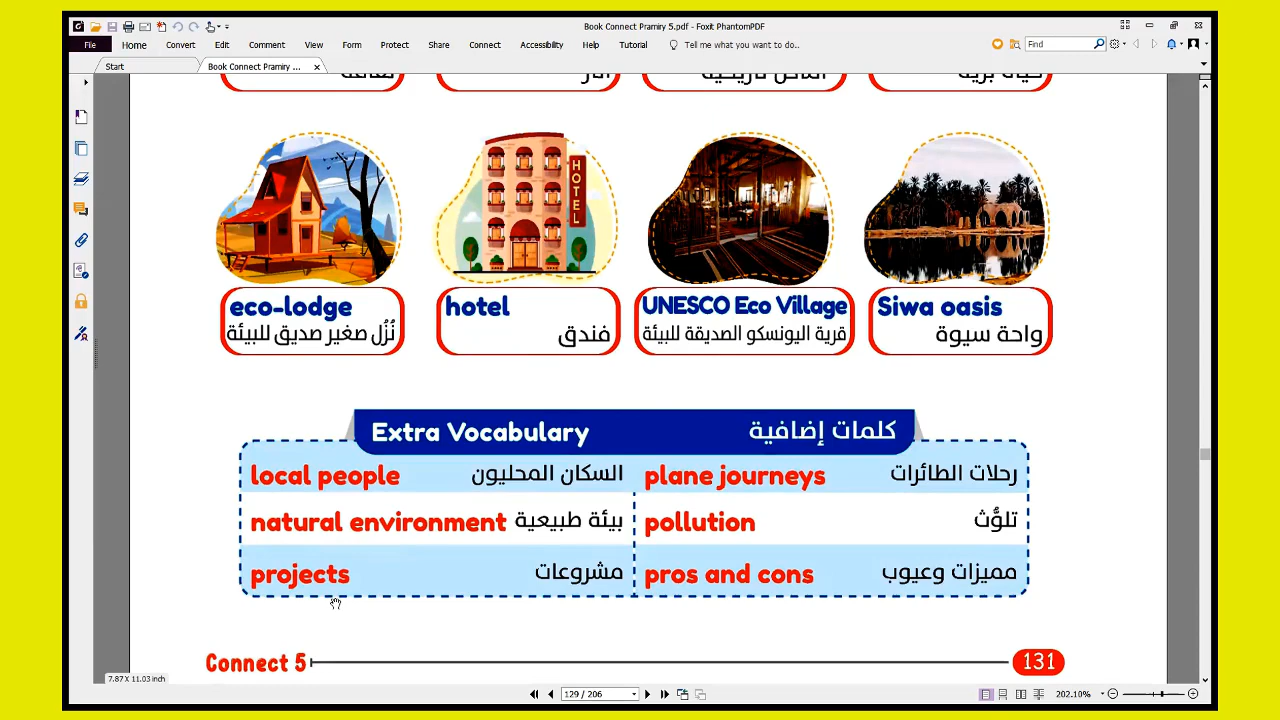 Book Connect Pramiry 5.pdf - Foxit PhantomPDF
File Home Convert Edit Comment View Form Protect Share Connect Accessibility Help Tutorial Tell me what you want to do.. Find
Start Book Connect Pramiry ...
HOTEL
eco-lodge hotel UNESCO Eco Village Siwa oasis
نُزُل صغير صديق للبيئة فندق قرية اليونسكو الصديقة للبيئة واحة سيوة
Extra Vocabulary كلمات إضافية
local people السكان المحليون plane journeys رحلات الطائرات
natural environment بيئة طبيعية pollution تلوُّث
projects مشروعات pros and cons مميزات وعيوب
Connect 5 131
7.87 X 11.03 inch
129 / 206 202.10%